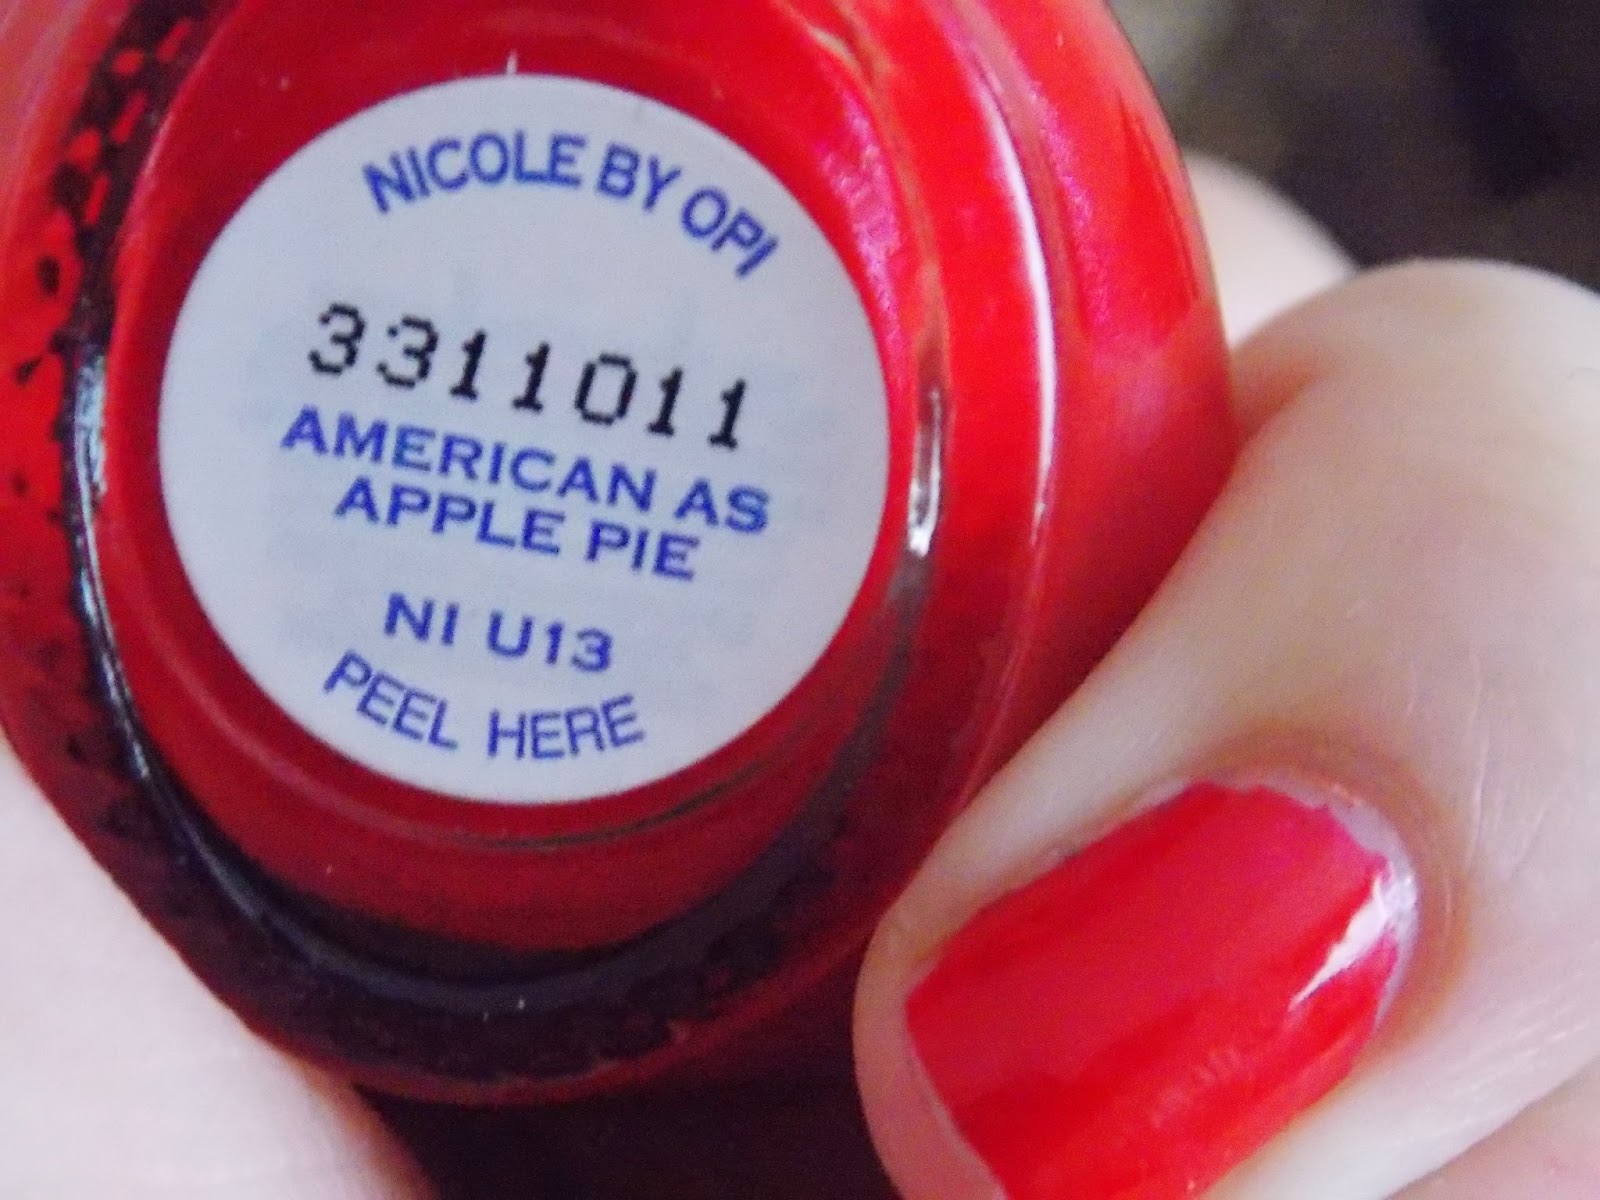 NICOLE BY OPI
3311011
AMERICAN AS
APPLE PIE
NI U13
PEEL HERE